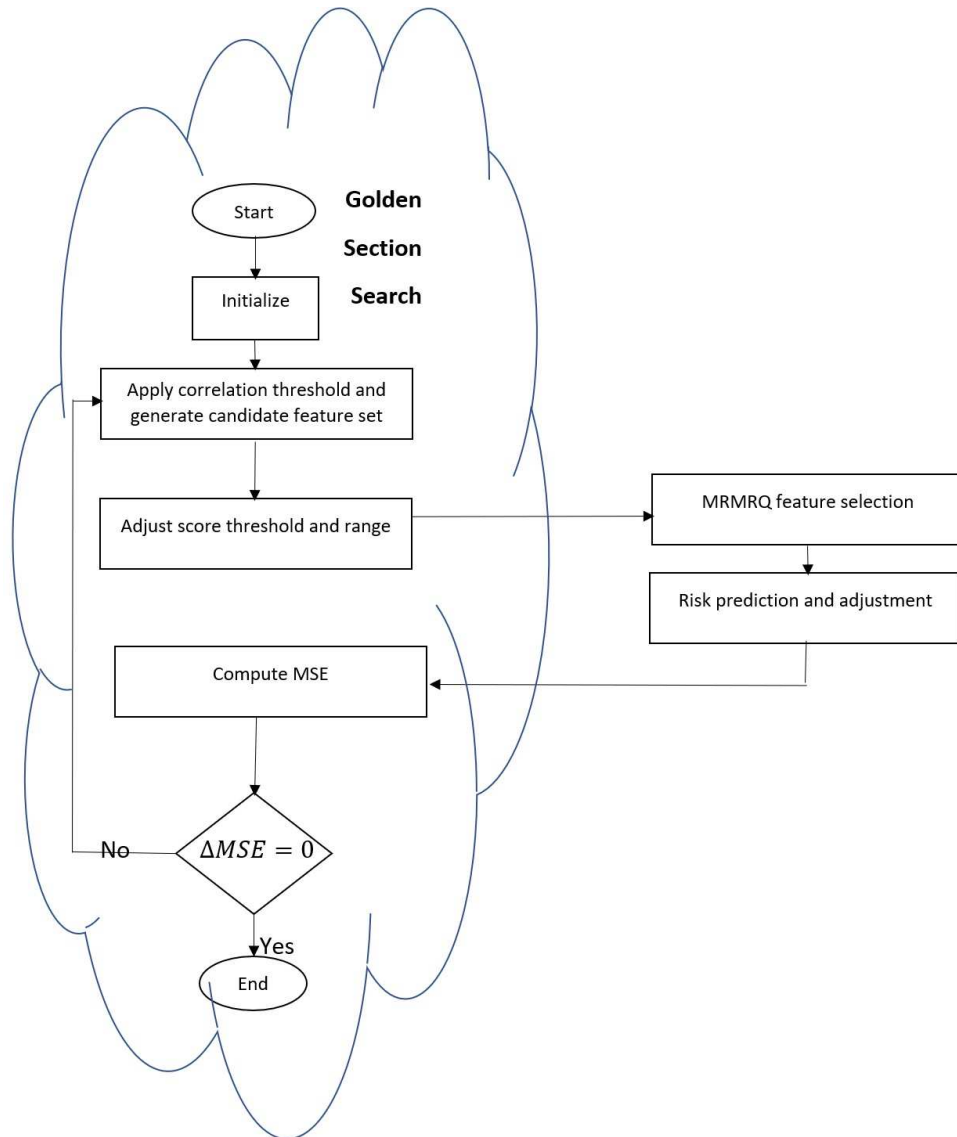 Start
Golden
Section
Search
Initialize
Apply correlation threshold and
generate candidate feature set
Adjust score threshold and range
MRMRQ feature selection
Risk prediction and adjustment
Compute MSE
ΔMSE = 0
No
Yes
End